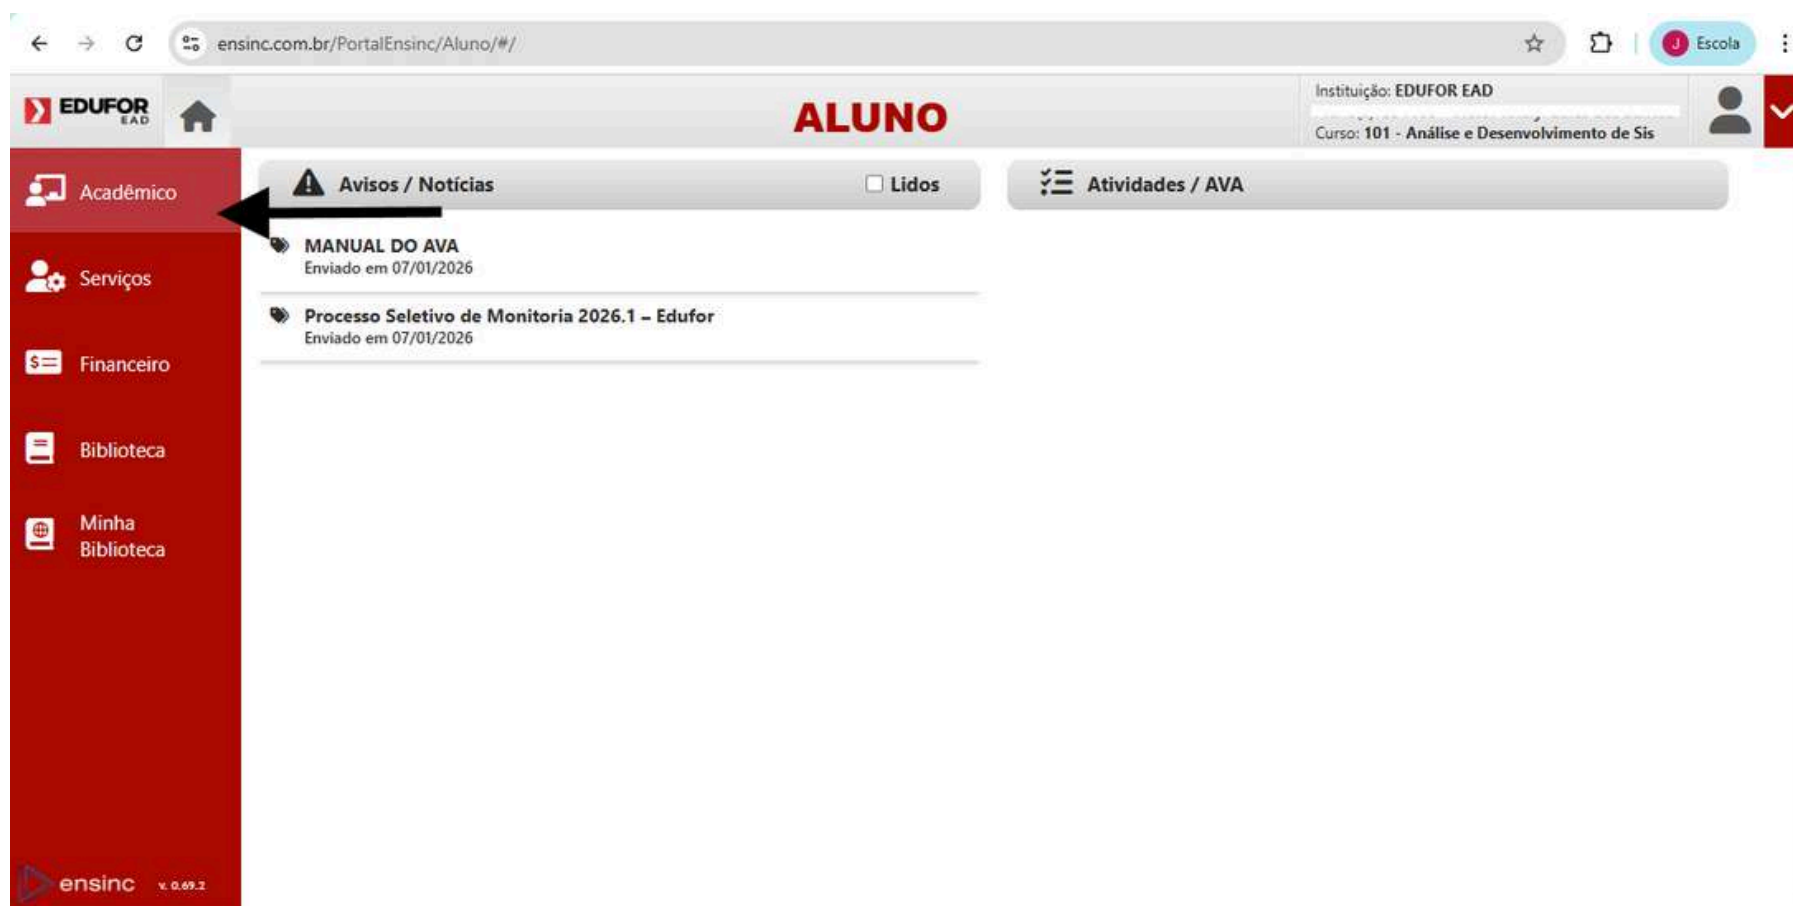 ensinc.com.br/PortalEnsinc/Aluno/#/
J Escola
EDUFOR
EAD
ALUNO
Instituição: EDUFOR EAD
Curso: 101 - Análise e Desenvolvimento de Sis
Acadêmico
Serviços
Financeiro
Biblioteca
Minha
Biblioteca
Avisos / Notícias
Lidos
MANUAL DO AVA
Enviado em 07/01/2026
Processo Seletivo de Monitoria 2026.1 – Edufor
Enviado em 07/01/2026
Atividades / AVA
ensinc v. 0.69.2